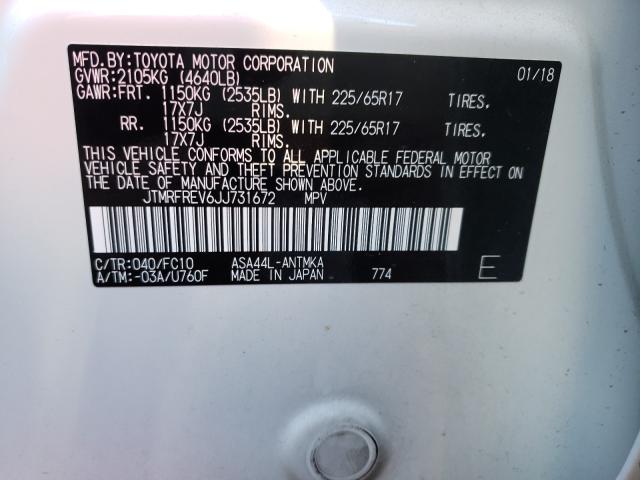 MFD.BY:TOYOTA MOTOR CORPORATION 01/18
GVWR:2105KG (4640LB)
GAWR:FRT. 1150KG (2535LB) WITH 225/65R17 TIRES.
17X7J RIMS.
RR. 1150KG (2535LB) WITH 225/65R17 TIRES.
17X7J RIMS.
THIS VEHICLE CONFORMS TO ALL APPLICABLE FEDERAL MOTOR
VEHICLE SAFETY AND THEFT PREVENTION STANDARDS IN EFFECT ON
THE DATE OF MANUFACTURE SHOWN ABOVE.
JTMRFREV6JJ731672 MPV
C/TR:040/FC10 ASA44L-ANTMKA
A/TM:-03A/U760F MADE IN JAPAN 774 E